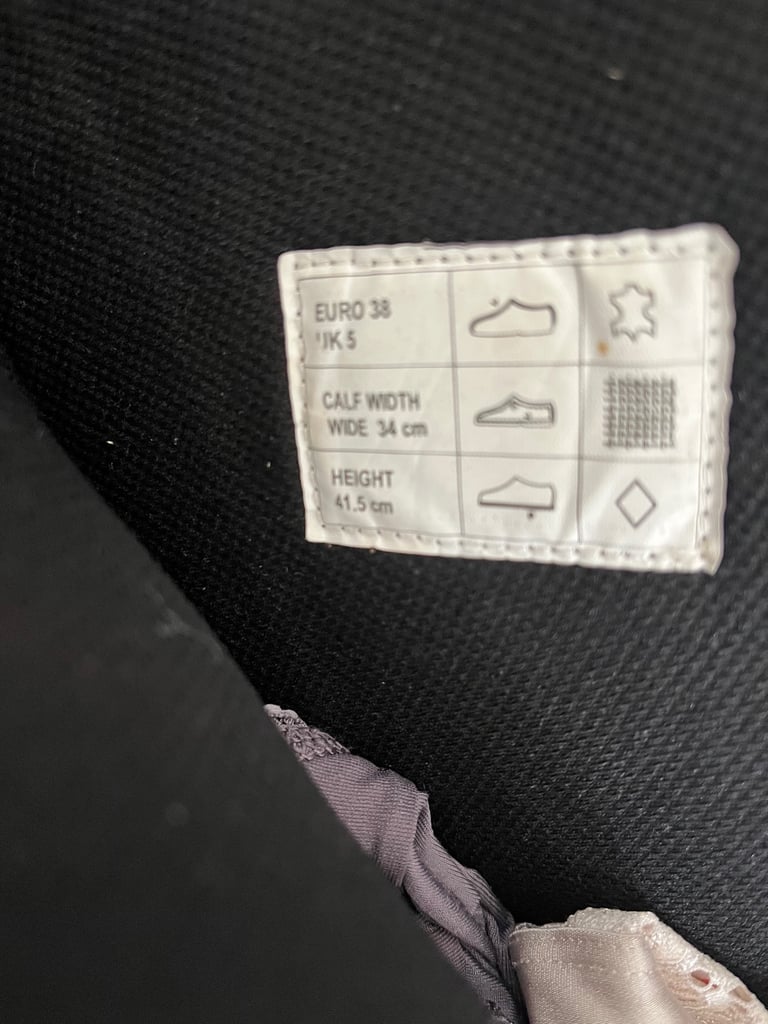 EURO 38
UK 5
CALF WIDTH
WIDE 34 cm
HEIGHT
41.5 cm